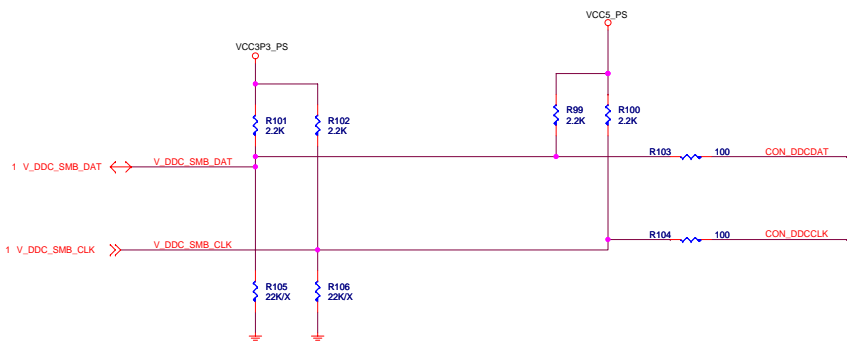 VCC5_PS
VCC3P3_PS
R101
2.2K
R102
2.2K
R99
2.2K
R100
2.2K
R103 100 CON_DDCDAT
1 V_DDC_SMB_DAT V_DDC_SMB_DAT
R104 100 CON_DDCCLK
1 V_DDC_SMB_CLK V_DDC_SMB_CLK
R105
22K/X
R106
22K/X